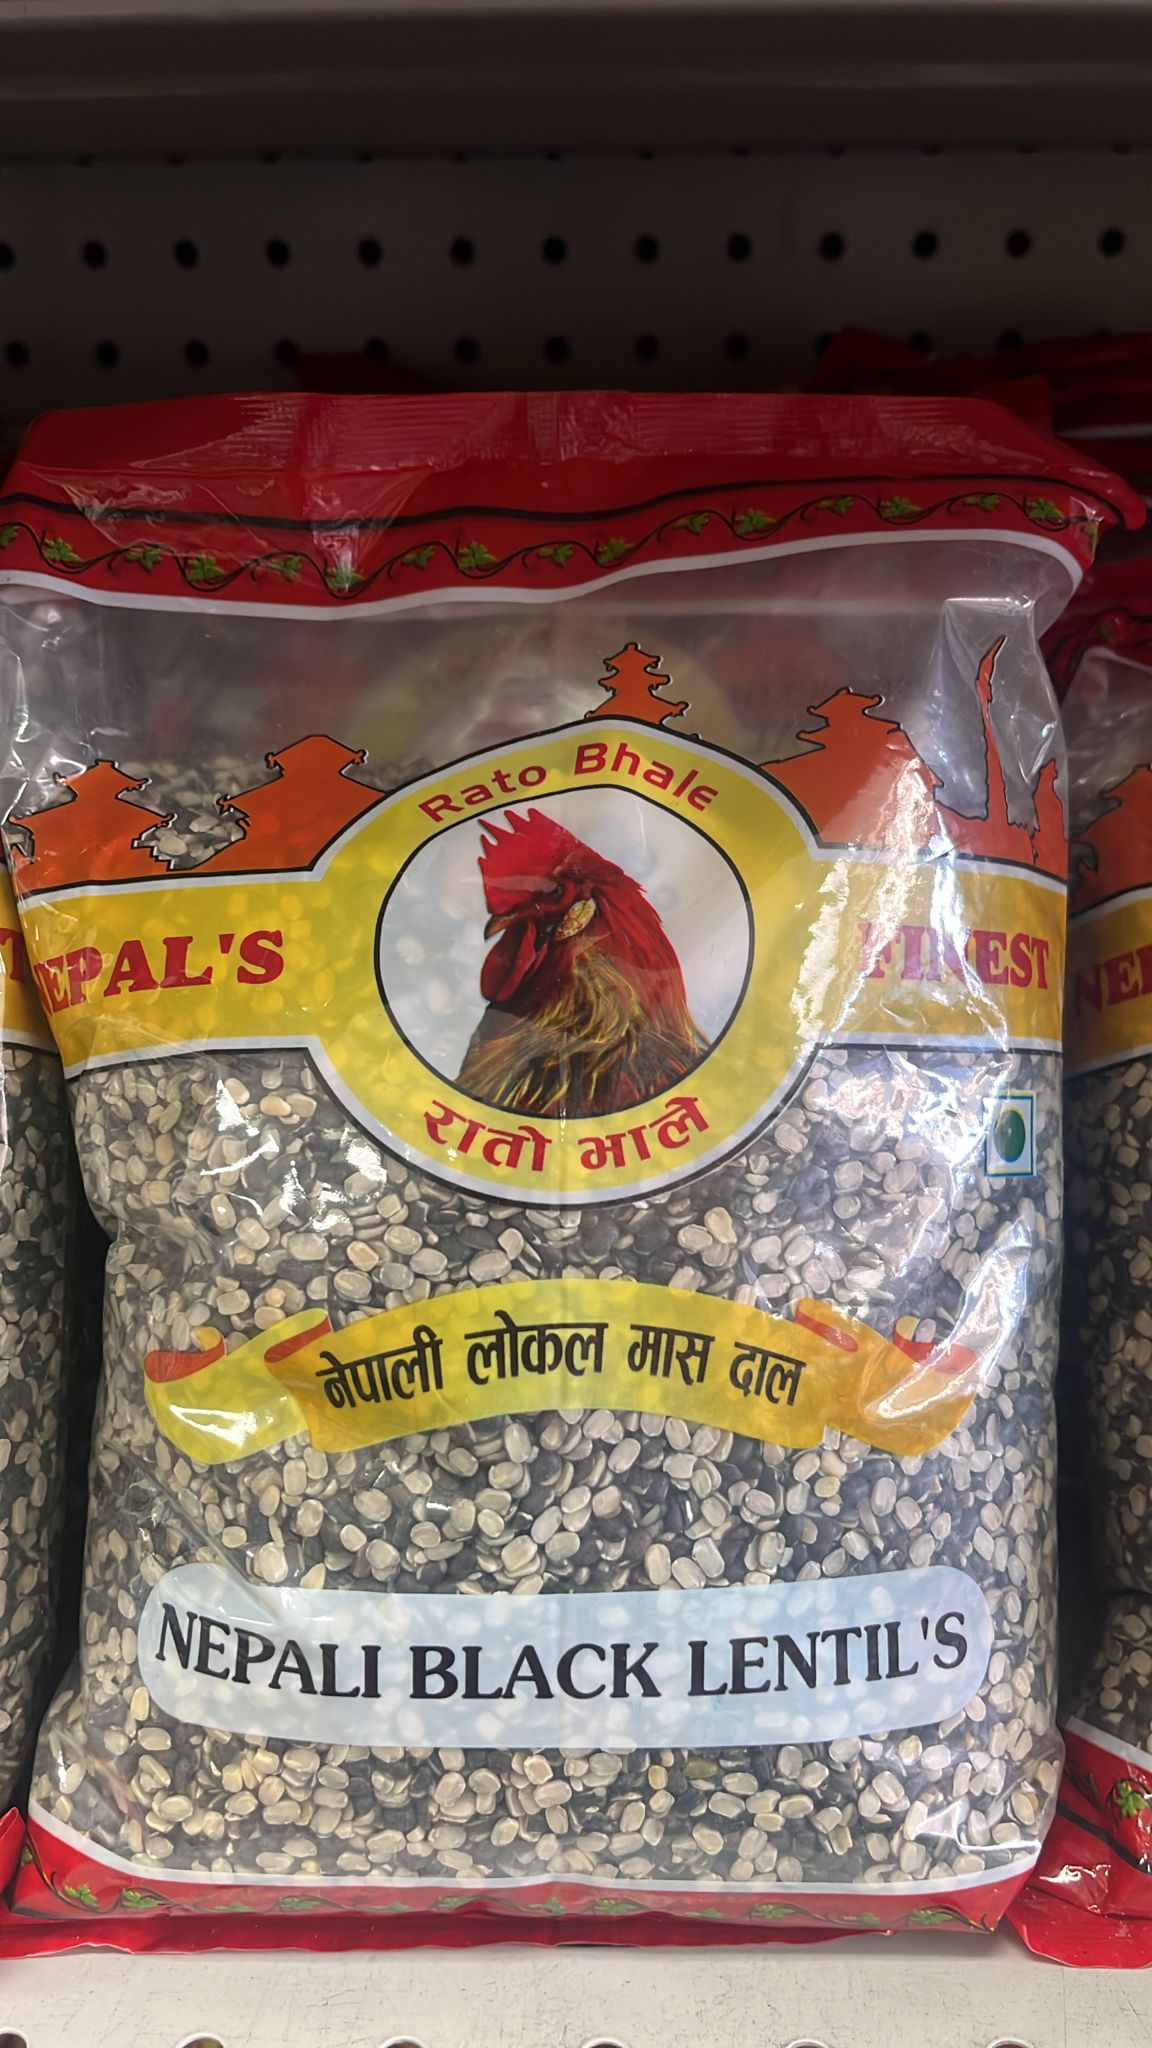 Rato Bhale
NEPAL'S
FINEST
रातो भाले
नेपाली लोकल मास दाल
NEPALI BLACK LENTIL'S